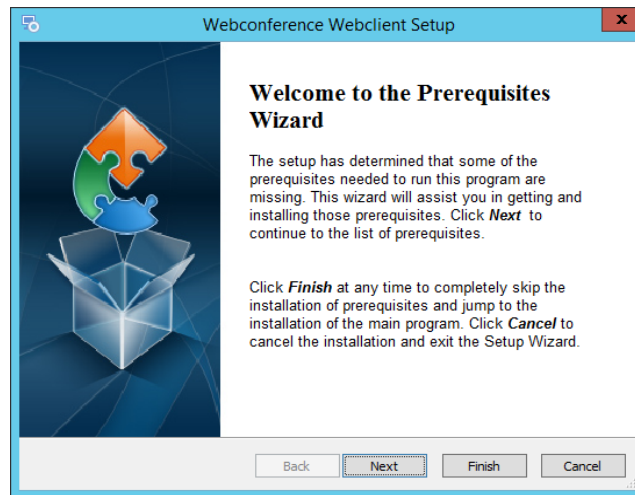 Webconference Webclient Setup
x
Welcome to the Prerequisites
Wizard
The setup has determined that some of the
prerequisites needed to run this program are
missing. This wizard will assist you in getting and
installing those prerequisites. Click Next to
continue to the list of prerequisites.
Click Finish at any time to completely skip the
installation of prerequisites and jump to the
installation of the main program. Click Cancel to
cancel the installation and exit the Setup Wizard.
Back Next Finish Cancel